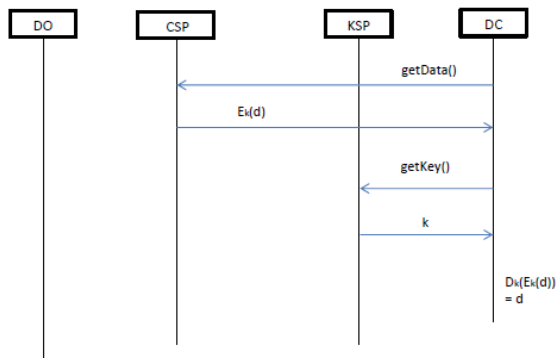 DO
CSP
KSP
DC
getData()
Ek(d)
getKey()
k
Dk(Ek(d))
= d